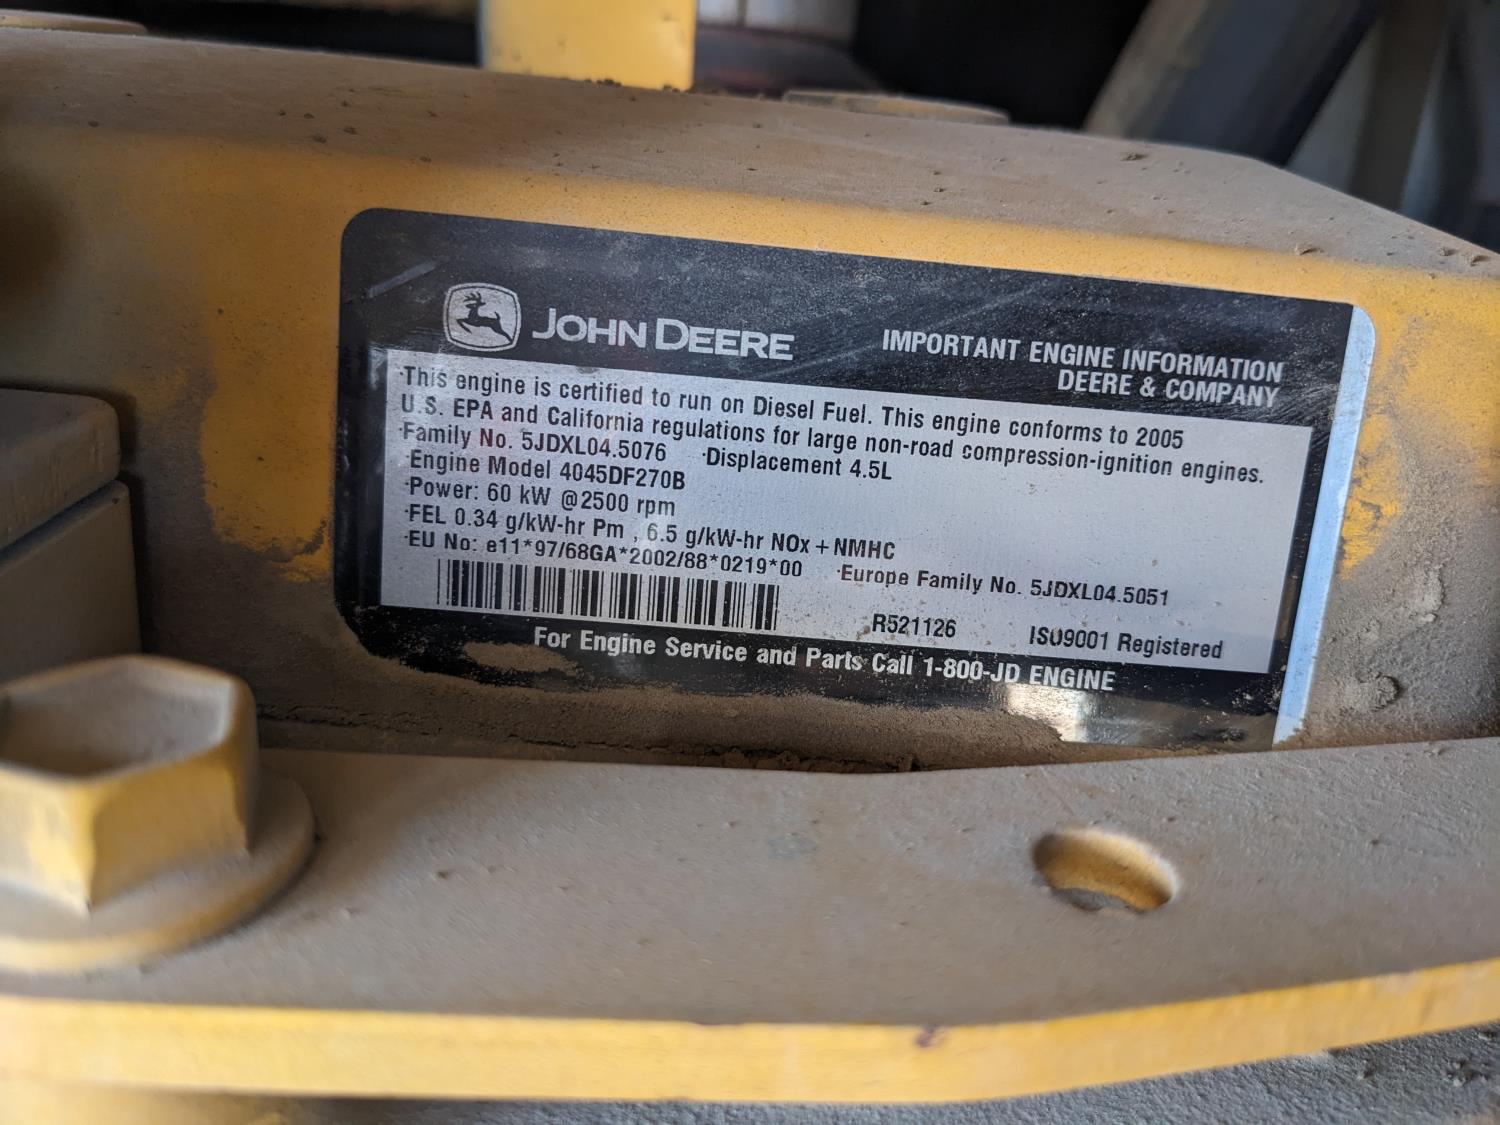 JOHN DEERE
IMPORTANT ENGINE INFORMATION
DEERE & COMPANY
·This engine is certified to run on Diesel Fuel. This engine conforms to 2005
U.S. EPA and California regulations for large non-road compression-ignition engines.
·Family No. 5JDXL04.5076 ·Displacement 4.5L
·Engine Model 4045DF270B
·Power: 60 kW @2500 rpm
·FEL 0.34 g/kW-hr Pm , 6.5 g/kW-hr NOx + NMHC
·EU No: e11*97/68GA*2002/88*0219*00 ·Europe Family No. 5JDXL04.5051
R521126 ISO9001 Registered
For Engine Service and Parts Call 1-800-JD ENGINE